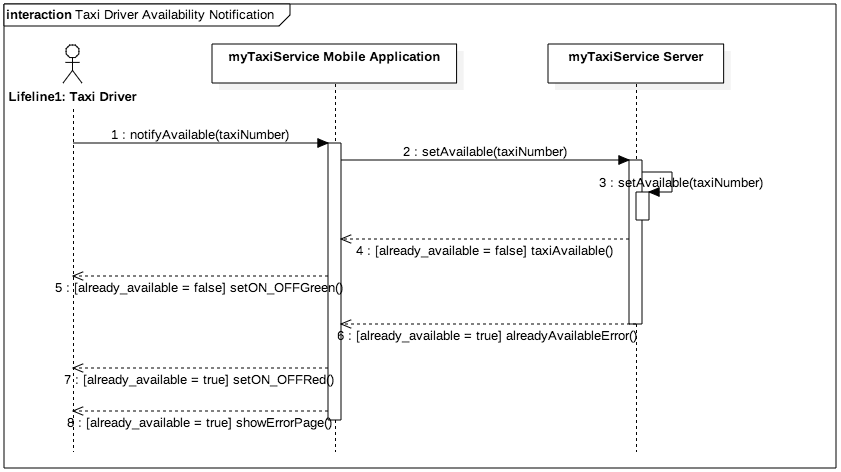 interaction Taxi Driver Availability Notification
myTaxiService Mobile Application
myTaxiService Server
Lifeline1: Taxi Driver
1 : notifyAvailable(taxiNumber)
2 : setAvailable(taxiNumber)
3 : setAvailable(taxiNumber)
4 : [already_available = false] taxiAvailable()
5 : [already_available = false] setON_OFFGreen()
6 : [already_available = true] alreadyAvailableError()
7 : [already_available = true] setON_OFFRed()
8 : [already_available = true] showErrorPage()